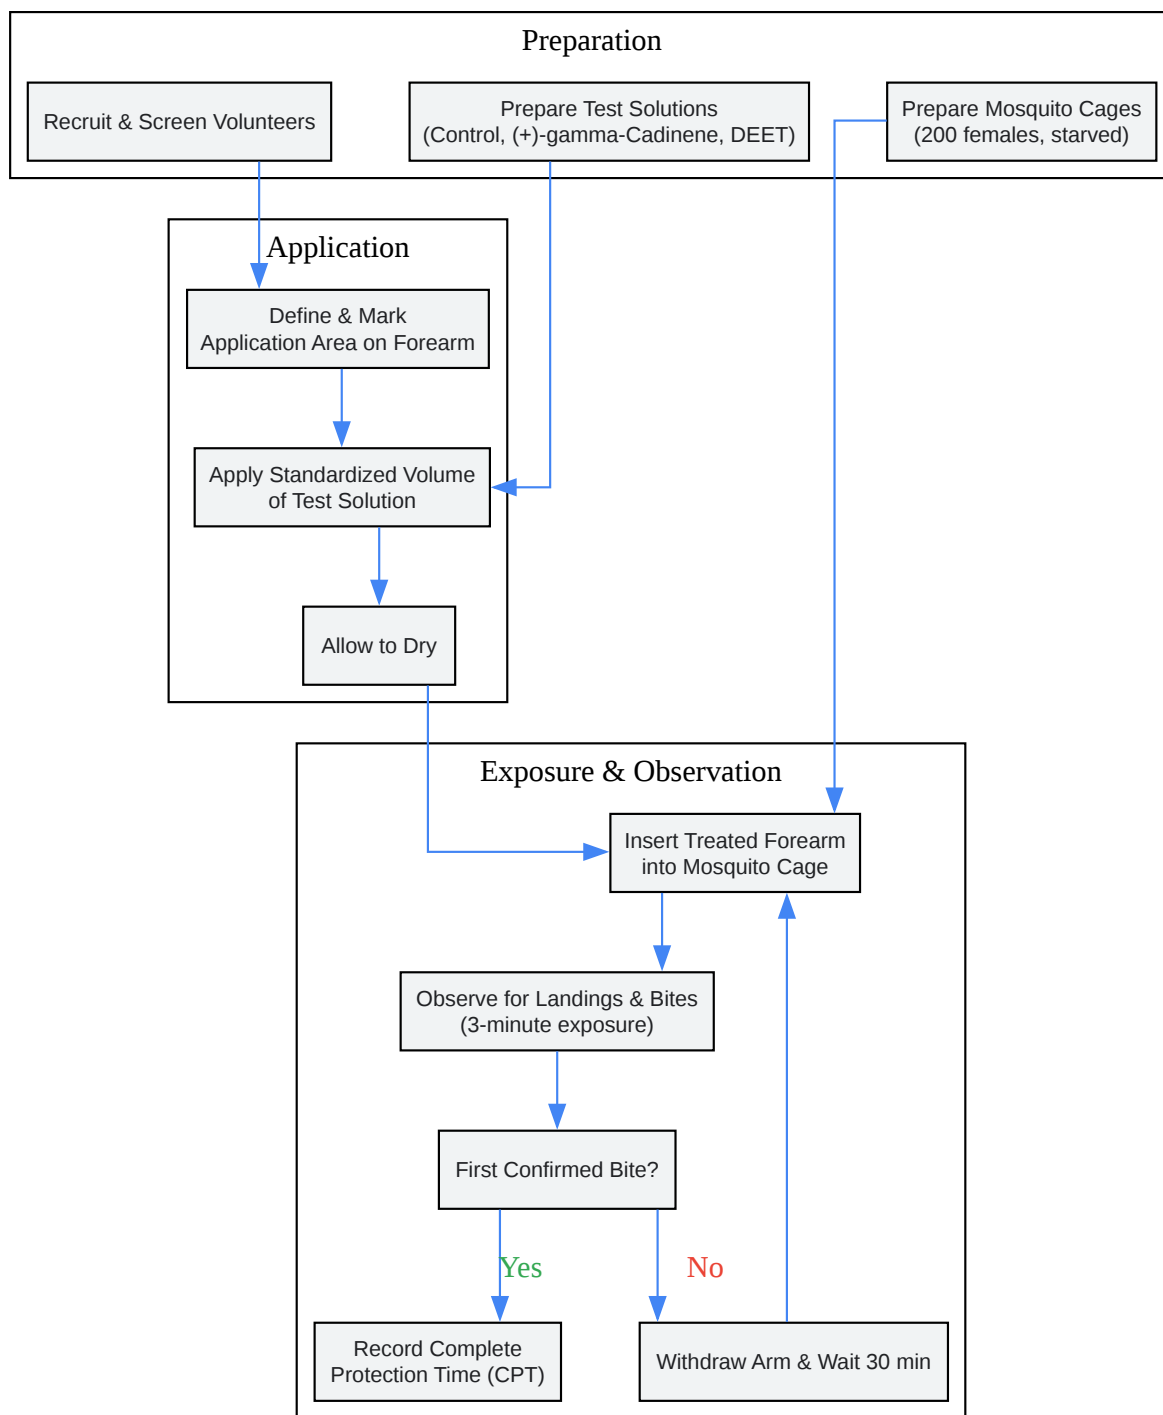 Preparation
Recruit & Screen Volunteers
Prepare Test Solutions
(Control, (+)-gamma-Cadinene, DEET)
Prepare Mosquito Cages
(200 females, starved)
Application
Define & Mark
Application Area on Forearm
Apply Standardized Volume
of Test Solution
Allow to Dry
Exposure & Observation
Insert Treated Forearm
into Mosquito Cage
Observe for Landings & Bites
(3-minute exposure)
First Confirmed Bite?
Yes
No
Record Complete
Protection Time (CPT)
Withdraw Arm & Wait 30 min